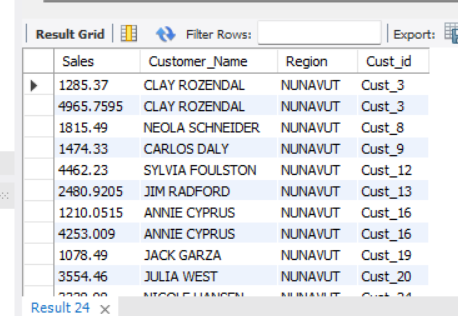 Result Grid Filter Rows: Export:
Sales Customer_Name Region Cust_id
1285.37 CLAY ROZENDAL NUNAVUT Cust_3
4965.7595 CLAY ROZENDAL NUNAVUT Cust_3
1815.49 NEOLA SCHNEIDER NUNAVUT Cust_8
1474.33 CARLOS DALY NUNAVUT Cust_9
4462.23 SYLVIA FOULSTON NUNAVUT Cust_12
2480.9205 JIM RADFORD NUNAVUT Cust_13
1210.0515 ANNIE CYPRUS NUNAVUT Cust_16
4253.009 ANNIE CYPRUS NUNAVUT Cust_16
1078.49 JACK GARZA NUNAVUT Cust_19
3554.46 JULIA WEST NUNAVUT Cust_20
NICOLE HANSEN NUNAVUT
Result 24